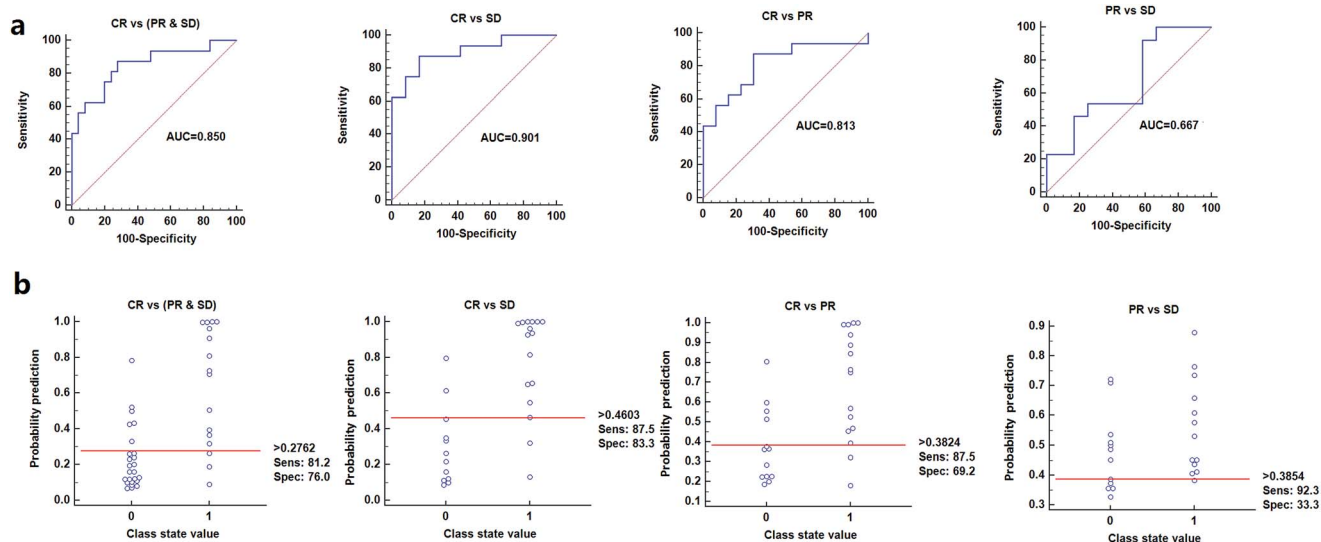 a
CR vs (PR & SD)
Sensitivity
100
80
60
40
20
0
AUC=0.850
0 20 40 60 80 100
100-Specificity
CR vs SD
Sensitivity
100
80
60
40
20
0
AUC=0.901
0 20 40 60 80 100
100-Specificity
CR vs PR
Sensitivity
100
80
60
40
20
0
AUC=0.813
0 20 40 60 80 100
100-Specificity
PR vs SD
Sensitivity
100
80
60
40
20
0
AUC=0.667
0 20 40 60 80 100
100-Specificity
b
CR vs (PR & SD)
Probability prediction
1.0
0.8
0.6
0.4
0.2
0.0
>0.2762
Sens: 81.2
Spec: 76.0
0 1
Class state value
CR vs SD
Probability prediction
1.0
0.8
0.6
0.4
0.2
0.0
>0.4603
Sens: 87.5
Spec: 83.3
0 1
Class state value
CR vs PR
Probability prediction
1.0
0.9
0.8
0.7
0.6
0.5
0.4
0.3
0.2
0.1
>0.3824
Sens: 87.5
Spec: 69.2
0 1
Class state value
PR vs SD
Probability prediction
0.9
0.8
0.7
0.6
0.5
0.4
0.3
>0.3854
Sens: 92.3
Spec: 33.3
0 1
Class state value